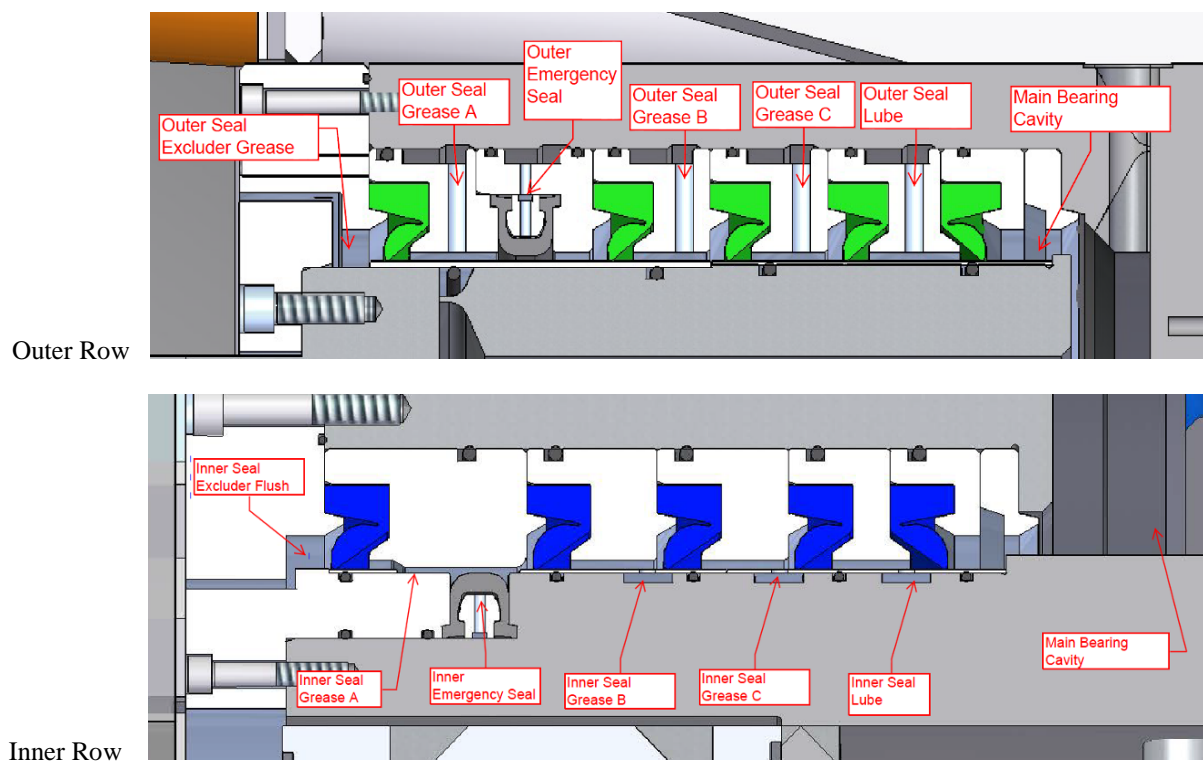 Outer
Emergency
Seal
Outer Seal
Grease A
Outer Seal
Grease B
Outer Seal
Grease C
Outer Seal
Lube
Main Bearing
Cavity
Outer Seal
Excluder Grease
Outer Row
Inner Seal
Excluder Flush
Inner Seal
Grease A
Inner
Emergency Seal
Inner Seal
Grease B
Inner Seal
Grease C
Inner Seal
Lube
Main Bearing
Cavity
Inner Row